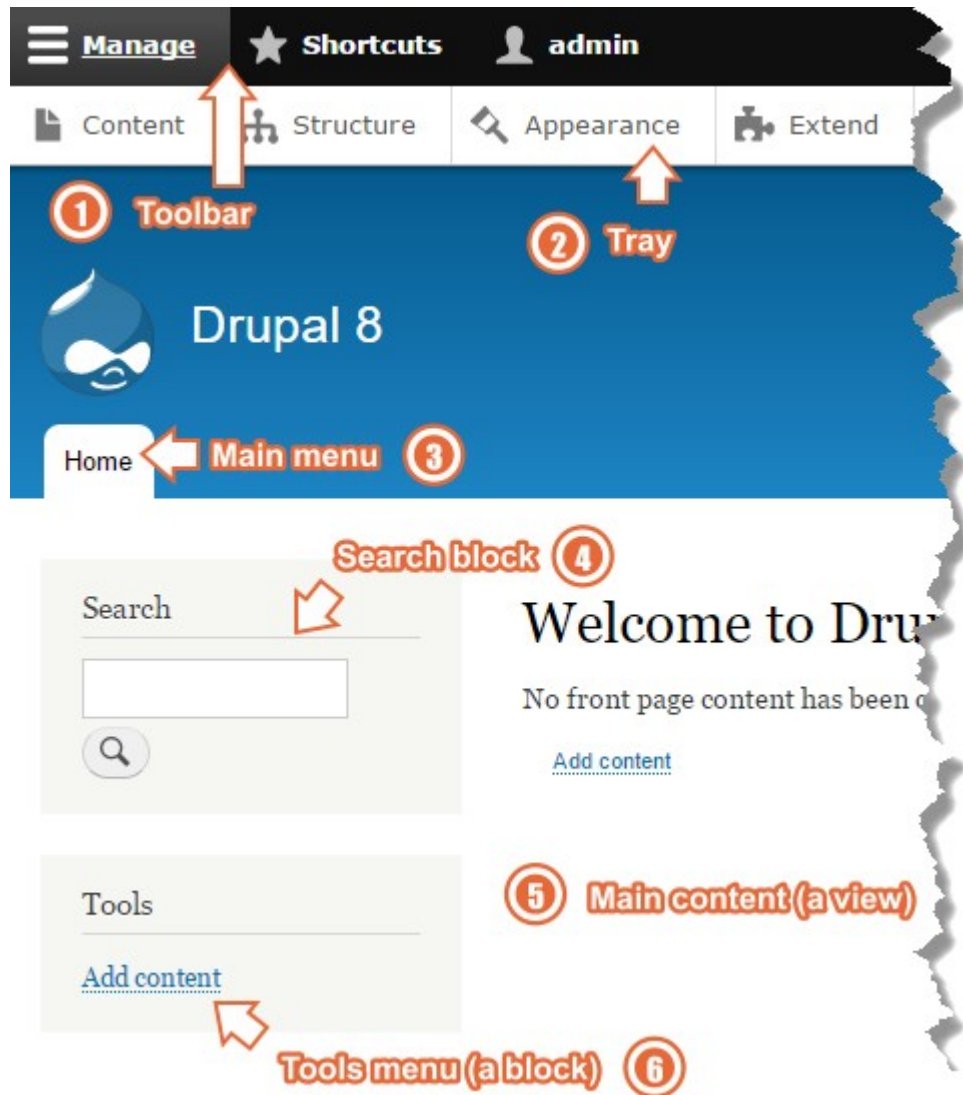 Manage Shortcuts admin
Content Structure Appearance Extend
1 Toolbar
2 Tray
Drupal 8
Home Main menu 3
Search block 4
Search
Welcome to Dru
No front page content has been
Add content
Tools
5 Main content (a view)
Add content
Tools menu (a block) 6